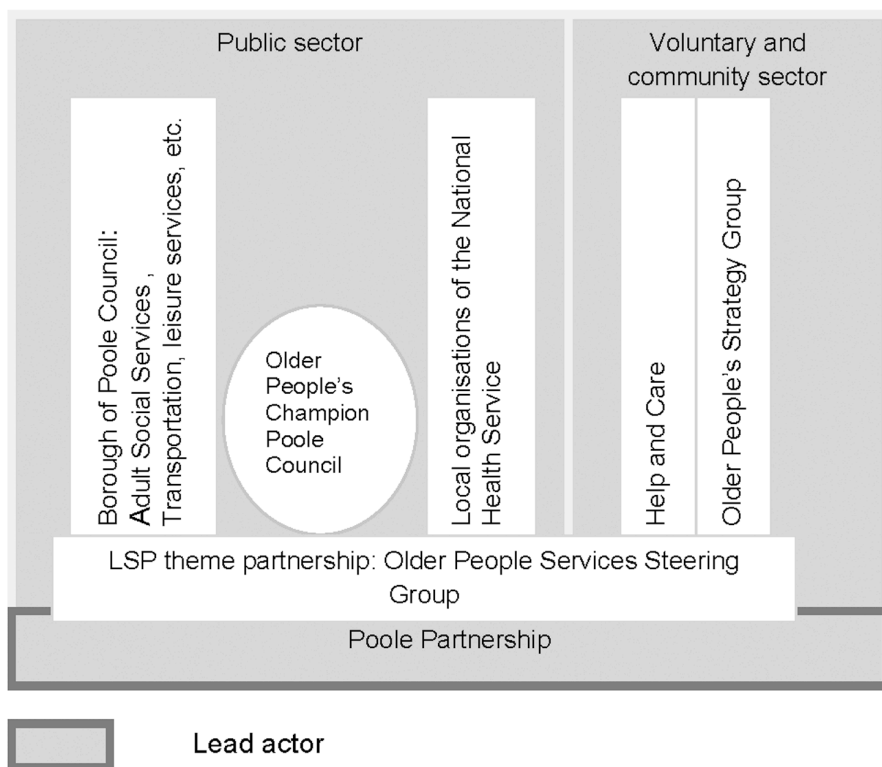 Public sector
Voluntary and
community sector
Borough of Poole Council:
Adult Social Services ,
Transportation, leisure services, etc.
Older
People's
Champion
Poole
Council
Local organisations of the National
Health Service
Help and Care
Older People's Strategy Group
LSP theme partnership: Older People Services Steering
Group
Poole Partnership
Lead actor